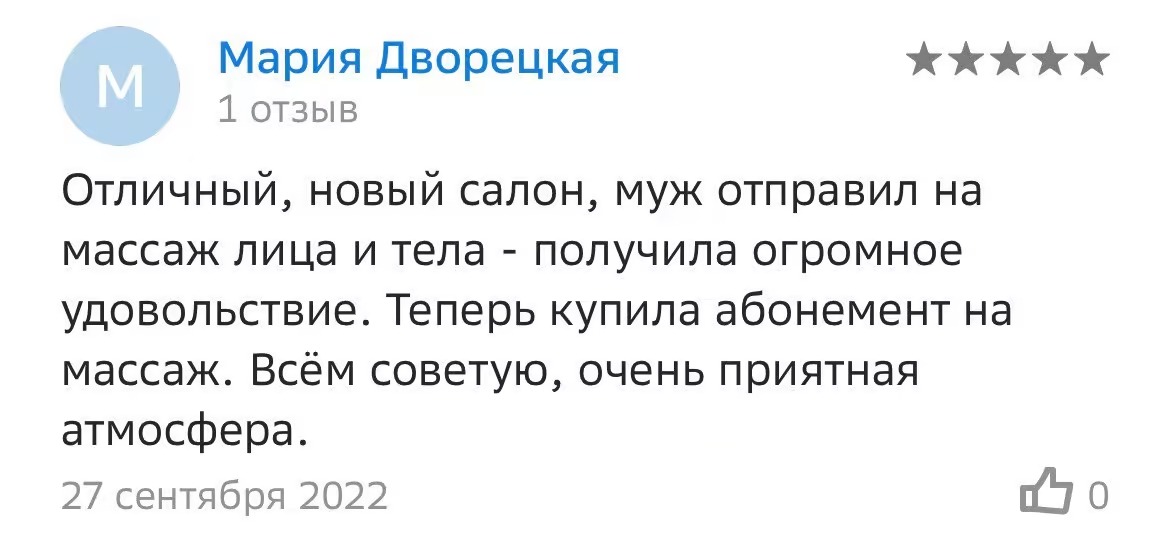 М
Мария Дворецкая
1 отзыв
Отличный, новый салон, муж отправил на
массаж лица и тела - получила огромное
удовольствие. Теперь купила абонемент на
массаж. Всём советую, очень приятная
атмосфера.
27 сентября 2022
0